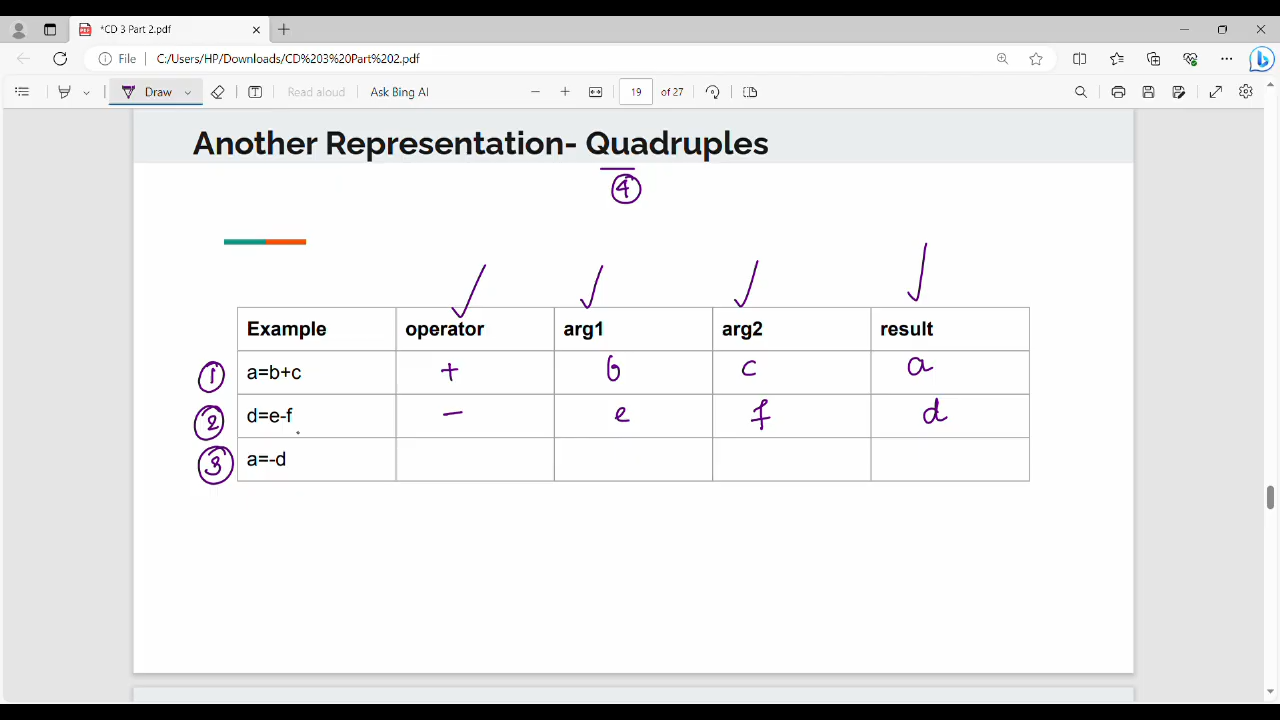 *CD 3 Part 2.pdf
File C:/Users/HP/Downloads/CD%203%20Part%202.pdf
Draw Read aloud Ask Bing AI 19 of 27
Another Representation- Quadruples
4
Example operator arg1 arg2 result
1 a=b+c + b c a
2 d=e-f - e f d
3 a=-d